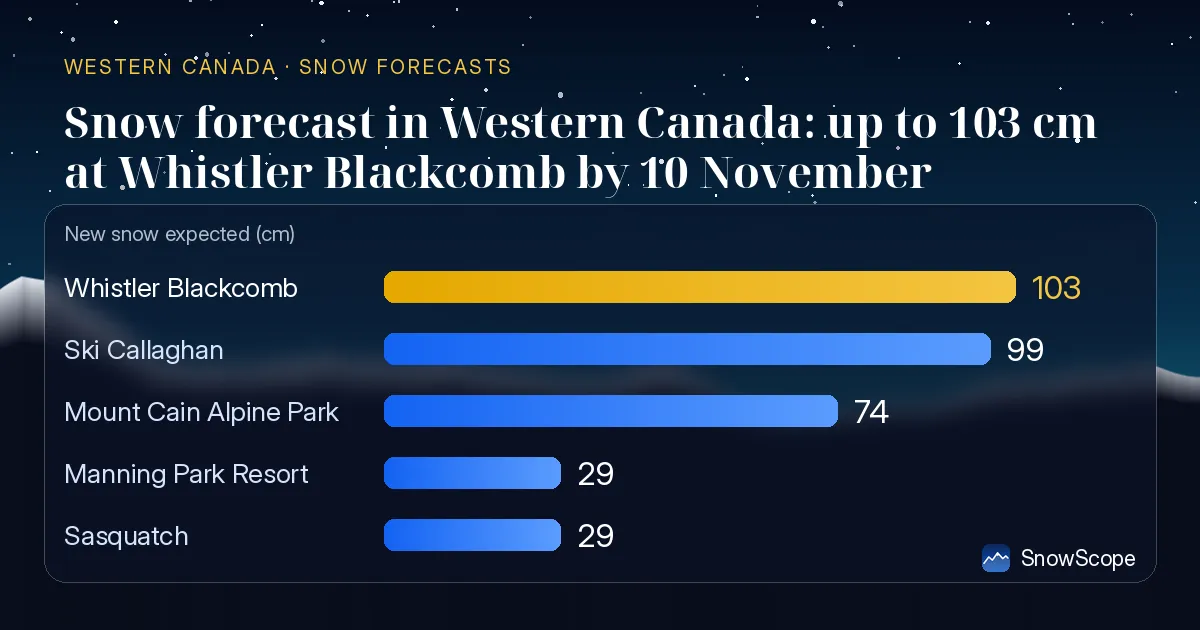 WESTERN CANADA · SNOW FORECASTS
Snow forecast in Western Canada: up to 103 cm
at Whistler Blackcomb by 10 November
New snow expected (cm)
Whistler Blackcomb 103
Ski Callaghan 99
Mount Cain Alpine Park 74
Manning Park Resort 29
Sasquatch 29
SnowScope